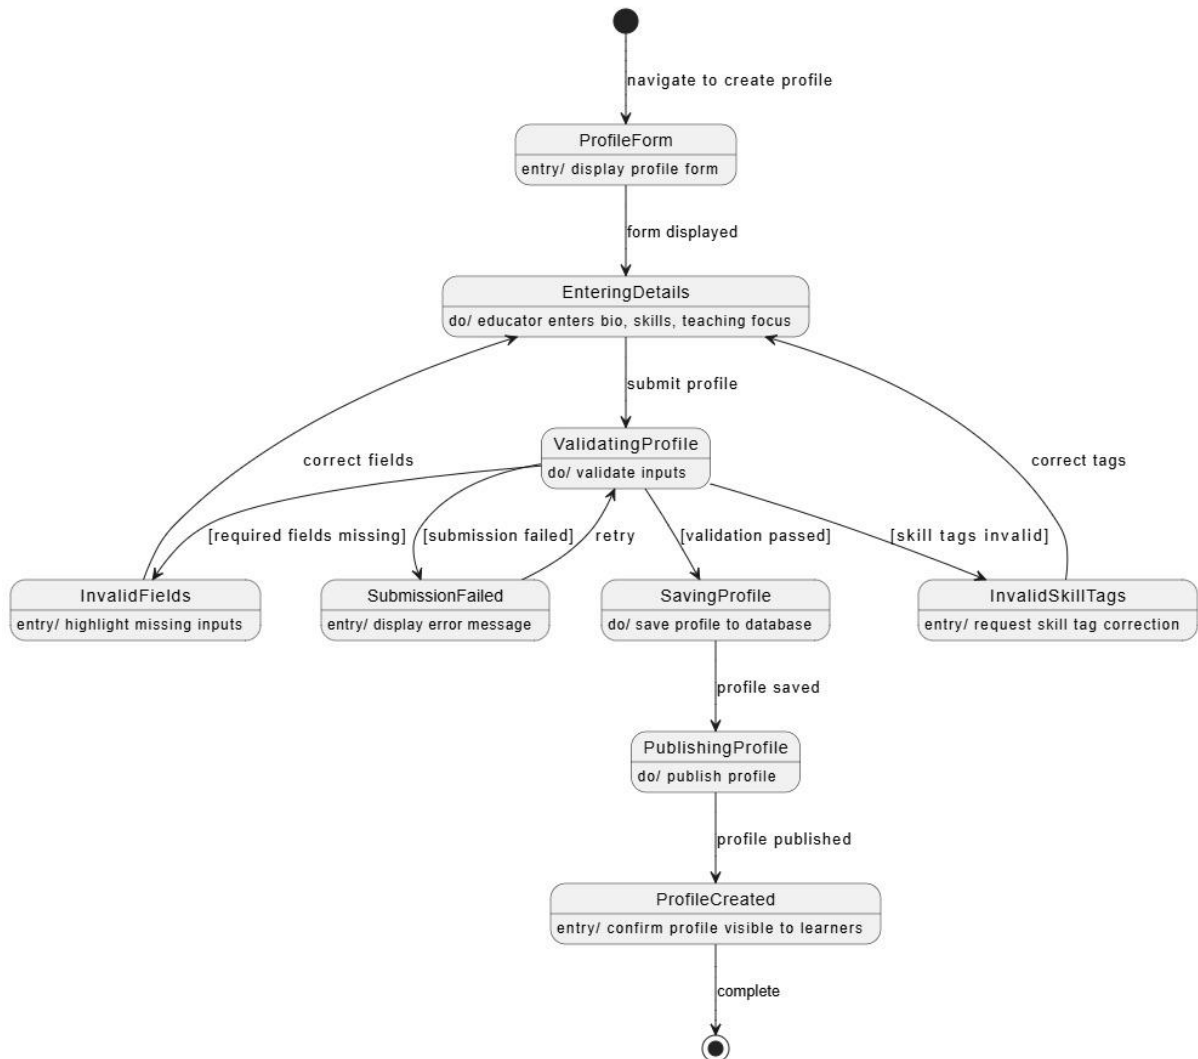 navigate to create profile
ProfileForm
entry/ display profile form
form displayed
EnteringDetails
do/ educator enters bio, skills, teaching focus
submit profile
ValidatingProfile
do/ validate inputs
correct fields
correct tags
[required fields missing]
[submission failed]
retry
[validation passed]
[skill tags invalid]
InvalidFields
entry/ highlight missing inputs
SubmissionFailed
entry/ display error message
SavingProfile
do/ save profile to database
InvalidSkillTags
entry/ request skill tag correction
profile saved
PublishingProfile
do/ publish profile
profile published
ProfileCreated
entry/ confirm profile visible to learners
complete